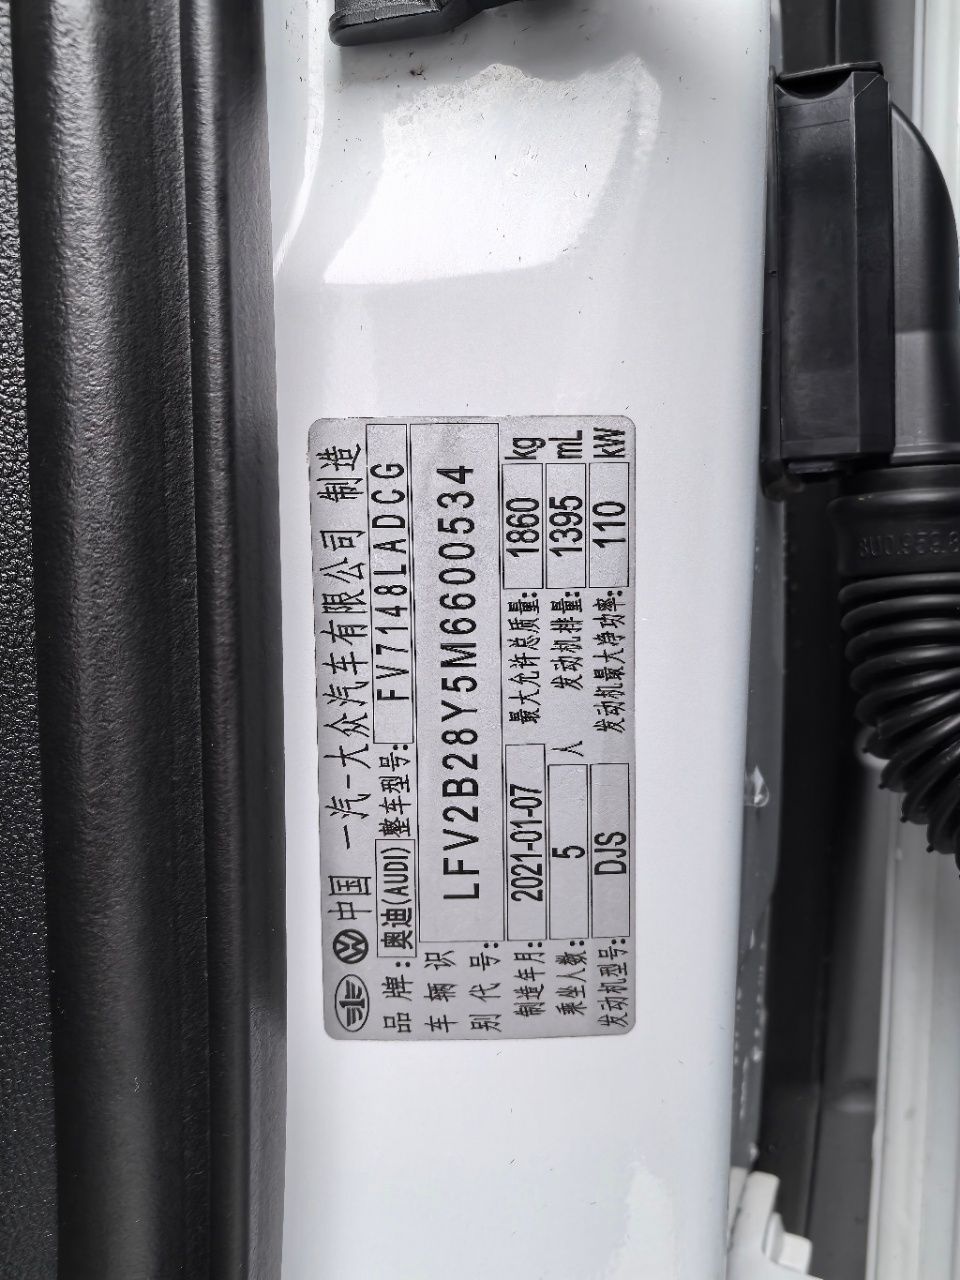 中国 一汽-大众汽车有限公司 制造
品牌: 奥迪(AUDI) 整车型号: FV7148LADCG
车辆识别代号: LFV2B28Y5M6600534
制造年月: 2021-01-07 最大允许总质量: 1860 kg
乘坐人数: 5 人 发动机排量: 1395 mL
发动机型号: DJS 发动机最大净功率: 110 kW